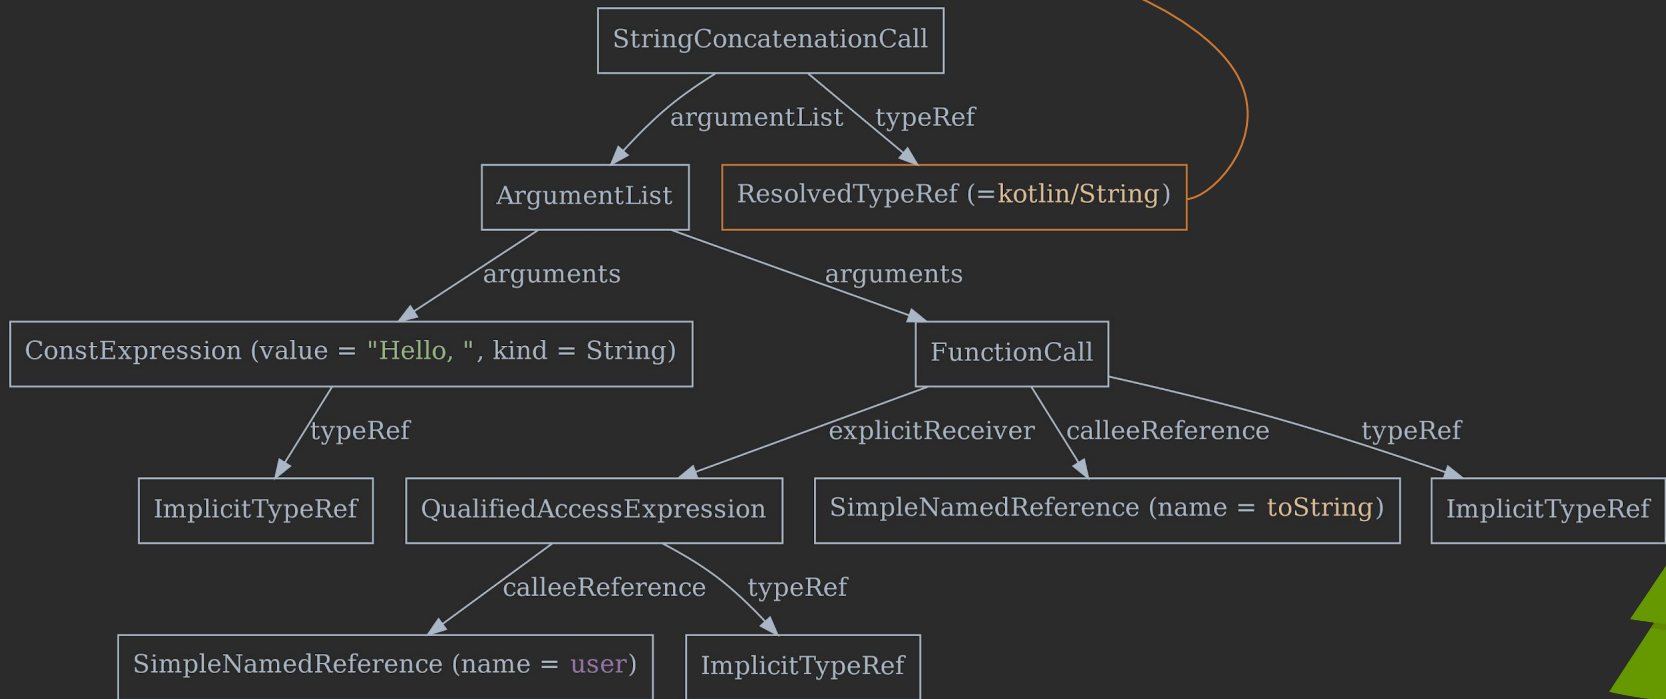 StringConcatenationCall
argumentList
typeRef
ArgumentList
ResolvedTypeRef (=kotlin/String)
arguments
arguments
ConstExpression (value = "Hello, ", kind = String)
FunctionCall
typeRef
explicitReceiver
calleeReference
typeRef
ImplicitTypeRef
QualifiedAccessExpression
SimpleNamedReference (name = toString)
ImplicitTypeRef
calleeReference
typeRef
SimpleNamedReference (name = user)
ImplicitTypeRef